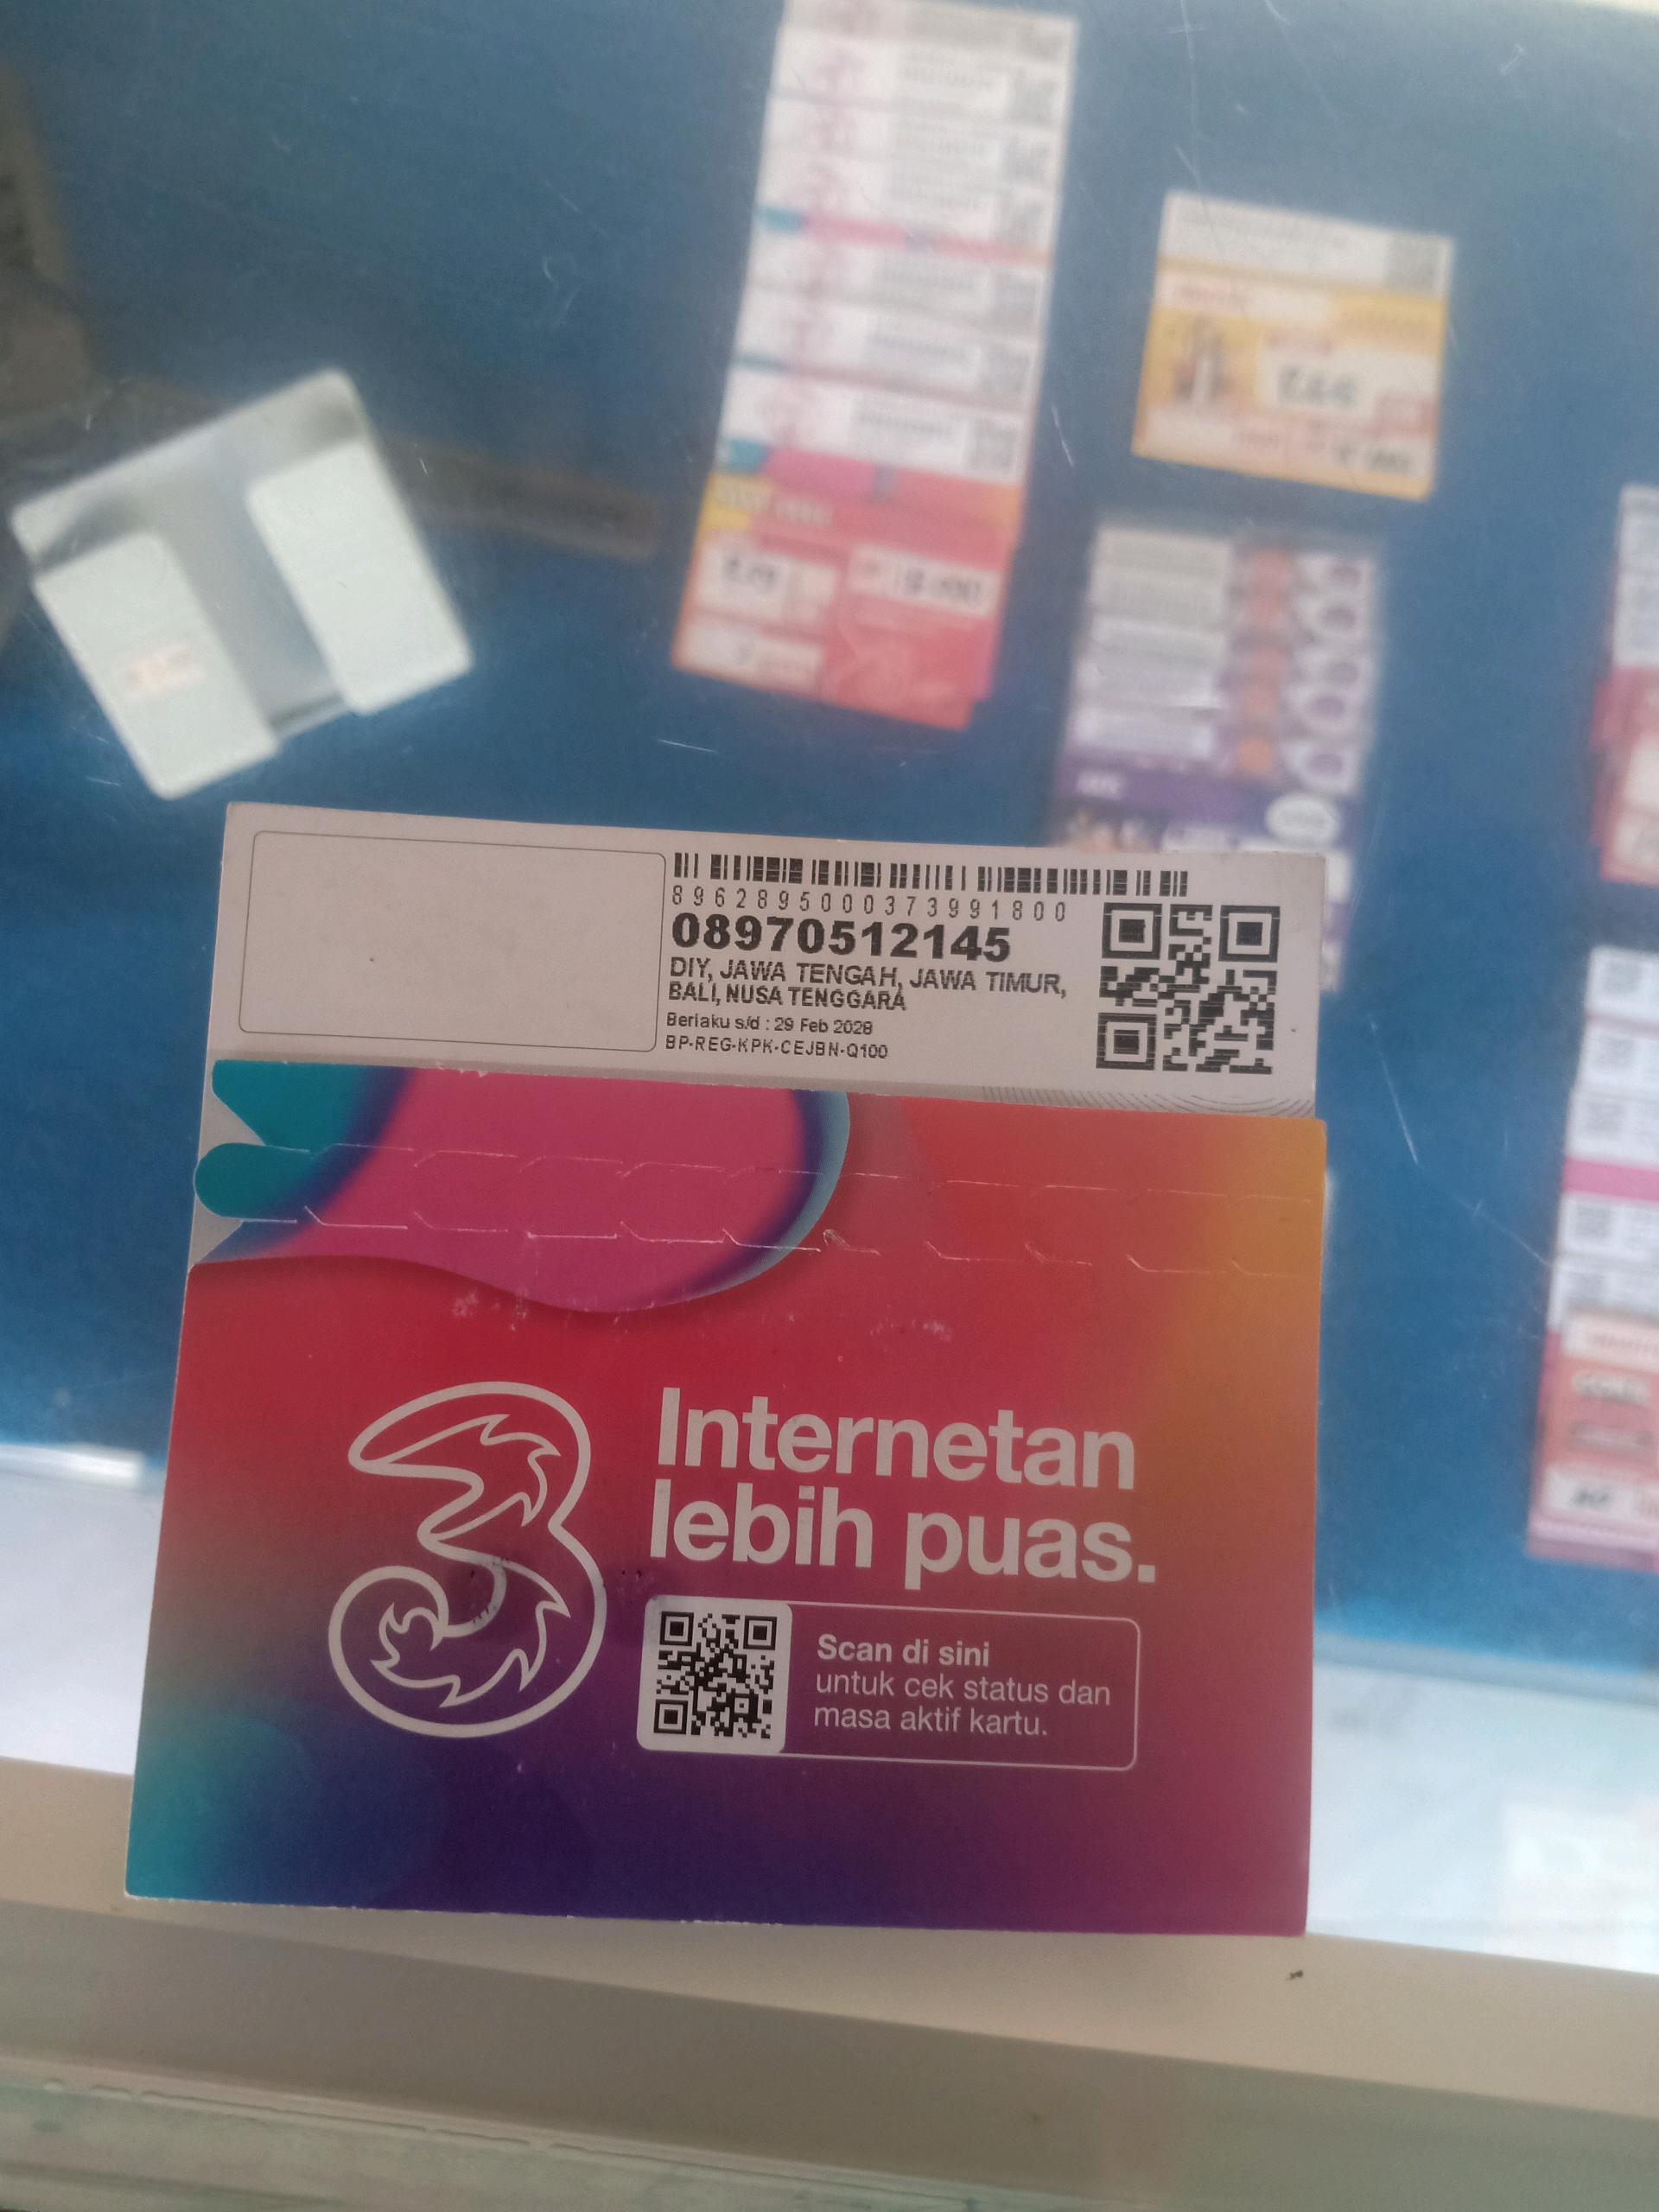 8962895000373991800
08970512145
DIY, JAWA TENGAH, JAWA TIMUR,
BALI, NUSA TENGGARA
Berlaku s/d : 29 Feb 2028
BP-REG-KPK-CEJBN-Q100
3
Internetan
lebih puas.
Scan di sini
untuk cek status dan
masa aktif kartu.